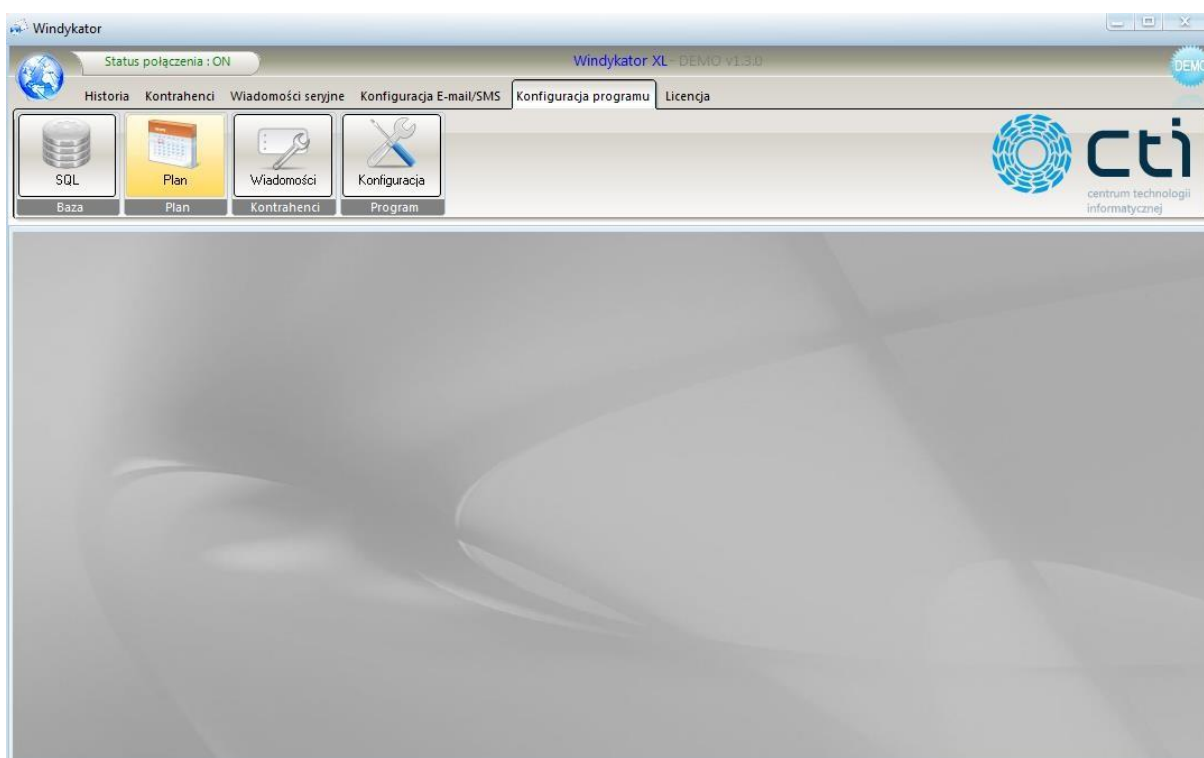 Windykator
Status połączenia : ON
Windykator XL - DEMO v1.3.0
DEMO
Historia Kontrahenci Wiadomości seryjne Konfiguracja E-mail/SMS Konfiguracja programu Licencja
SQL Plan Wiadomości Konfiguracja
Baza Plan Kontrahenci Program
cti
centrum technologii
informatycznej